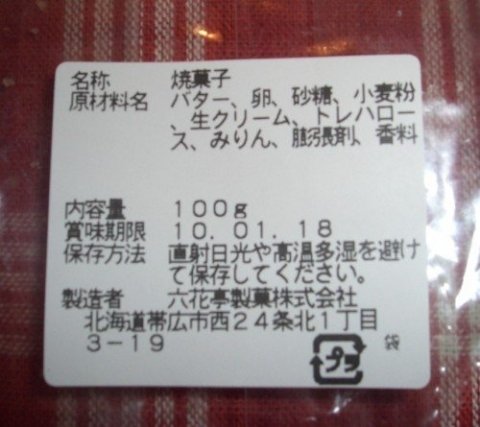 名称 焼菓子
原材料名 バター、卵、砂糖、小麦粉
、生クリーム、トレハロー
ス、みりん、膨張剤、香料
内容量 100g
賞味期限 10.01.18
保存方法 直射日光や高温多湿を避け
て保存してください。
製造者 六花亭製菓株式会社
北海道帯広市西24条北1丁目
3-19
プラ 袋